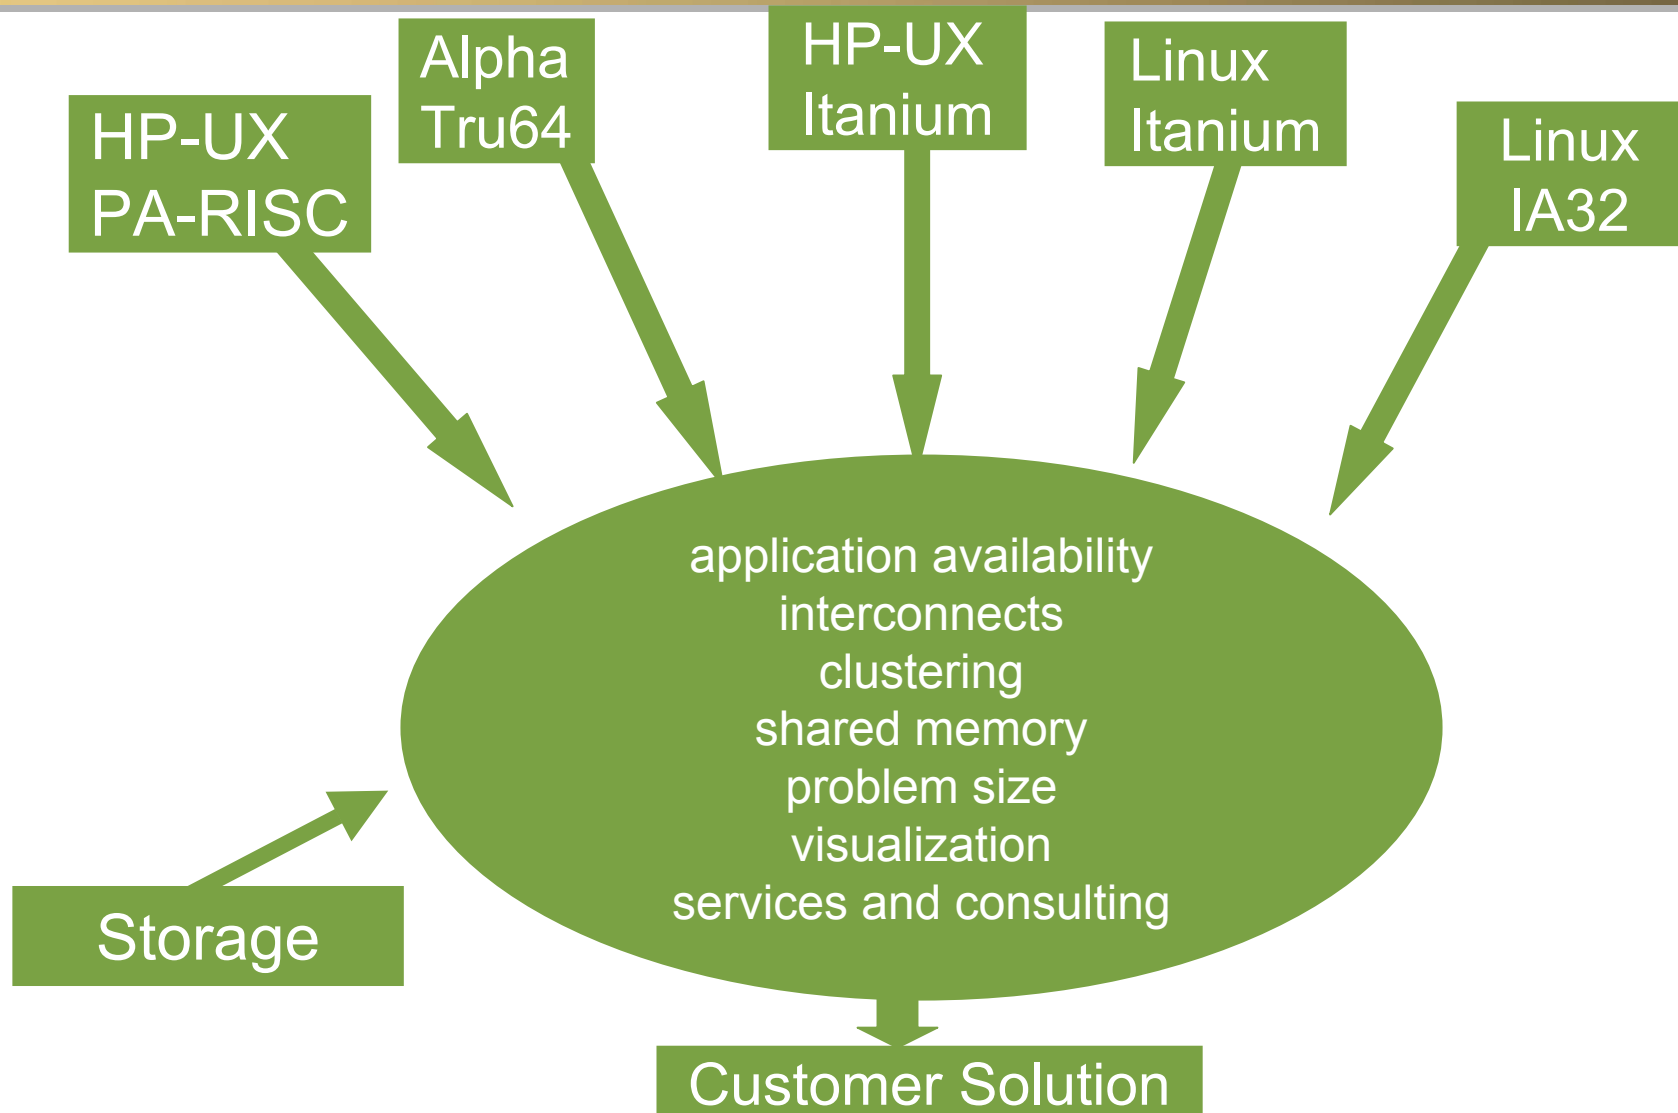 HP-UX
PA-RISC
Alpha
Tru64
HP-UX
Itanium
Linux
Itanium
Linux
IA32
application availability
interconnects
clustering
shared memory
problem size
visualization
services and consulting
Storage
Customer Solution